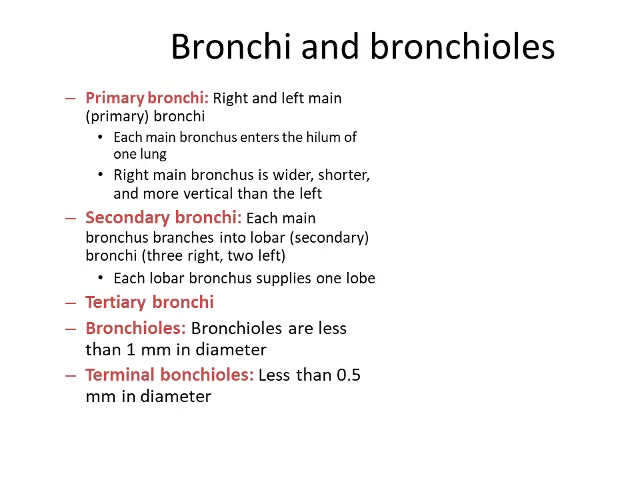 Bronchi and bronchioles
– Primary bronchi: Right and left main
(primary) bronchi
• Each main bronchus enters the hilum of
one lung
• Right main bronchus is wider, shorter,
and more vertical than the left
– Secondary bronchi: Each main
bronchus branches into lobar (secondary)
bronchi (three right, two left)
• Each lobar bronchus supplies one lobe
– Tertiary bronchi
– Bronchioles: Bronchioles are less
than 1 mm in diameter
– Terminal bonchioles: Less than 0.5
mm in diameter